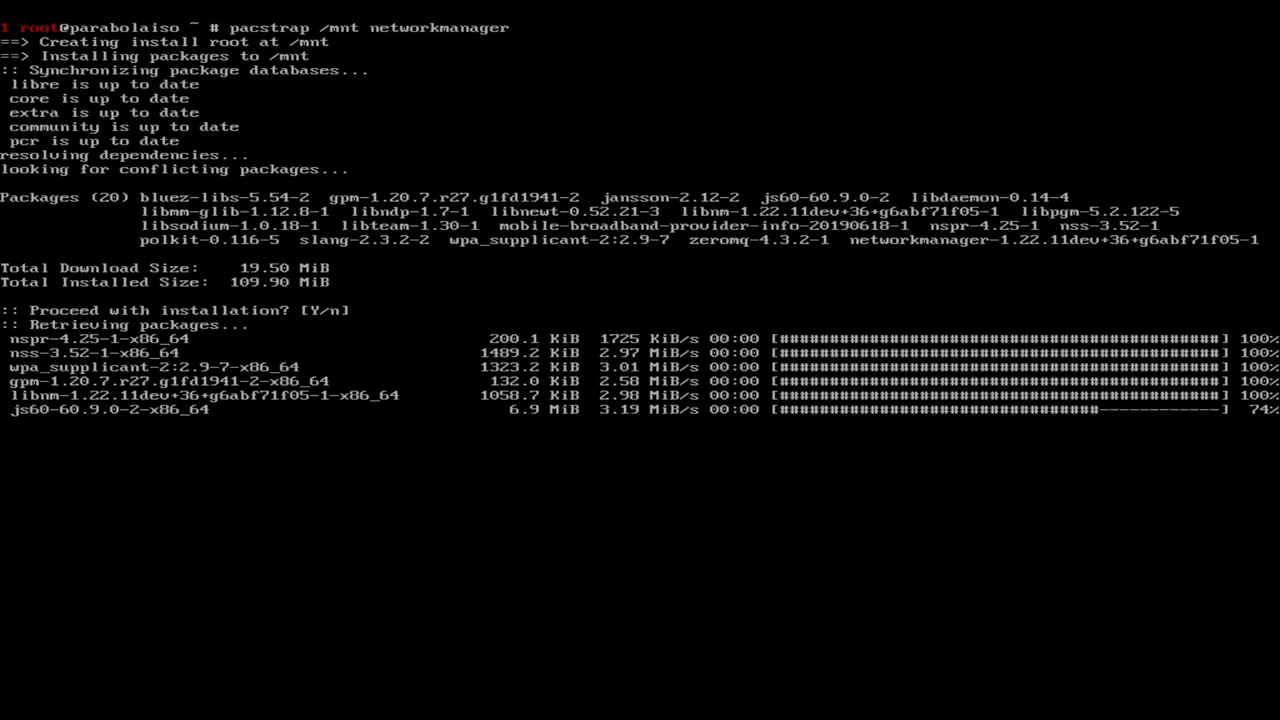 1 root@parabolaiso ~ # pacstrap /mnt networkmanager
==> Creating install root at /mnt
==> Installing packages to /mnt
:: Synchronizing package databases...
 libre is up to date
 core is up to date
 extra is up to date
 community is up to date
 pcr is up to date
resolving dependencies...
looking for conflicting packages...

Packages (20) bluez-libs-5.54-2  gpm-1.20.7.r27.g1fd1941-2  jansson-2.12-2  js60-60.9.0-2  libdaemon-0.14-4
              libmm-glib-1.12.8-1  libndp-1.7-1  libnewt-0.52.21-3  libnm-1.22.11dev+36+g6abf71f05-1  libpgm-5.2.122-5
              libsodium-1.0.18-1  libteam-1.30-1  mobile-broadband-provider-info-20190618-1  nspr-4.25-1  nss-3.52-1
              polkit-0.116-5  slang-2.3.2-2  wpa_supplicant-2:2.9-7  zeromq-4.3.2-1  networkmanager-1.22.11dev+36+g6abf71f05-1

Total Download Size:    19.50 MiB
Total Installed Size:  109.90 MiB

:: Proceed with installation? [Y/n]
:: Retrieving packages...
 nspr-4.25-1-x86_64                              200.1 KiB  1725 KiB/s 00:00 [############################################] 100%
 nss-3.52-1-x86_64                              1489.2 KiB  2.97 MiB/s 00:00 [############################################] 100%
 wpa_supplicant-2:2.9-7-x86_64                  1323.2 KiB  3.01 MiB/s 00:00 [############################################] 100%
 gpm-1.20.7.r27.g1fd1941-2-x86_64                132.0 KiB  2.58 MiB/s 00:00 [############################################] 100%
 libnm-1.22.11dev+36+g6abf71f05-1-x86_64        1058.7 KiB  2.98 MiB/s 00:00 [############################################] 100%
 js60-60.9.0-2-x86_64                              6.9 MiB  3.19 MiB/s 00:00 [################################------------]  74%